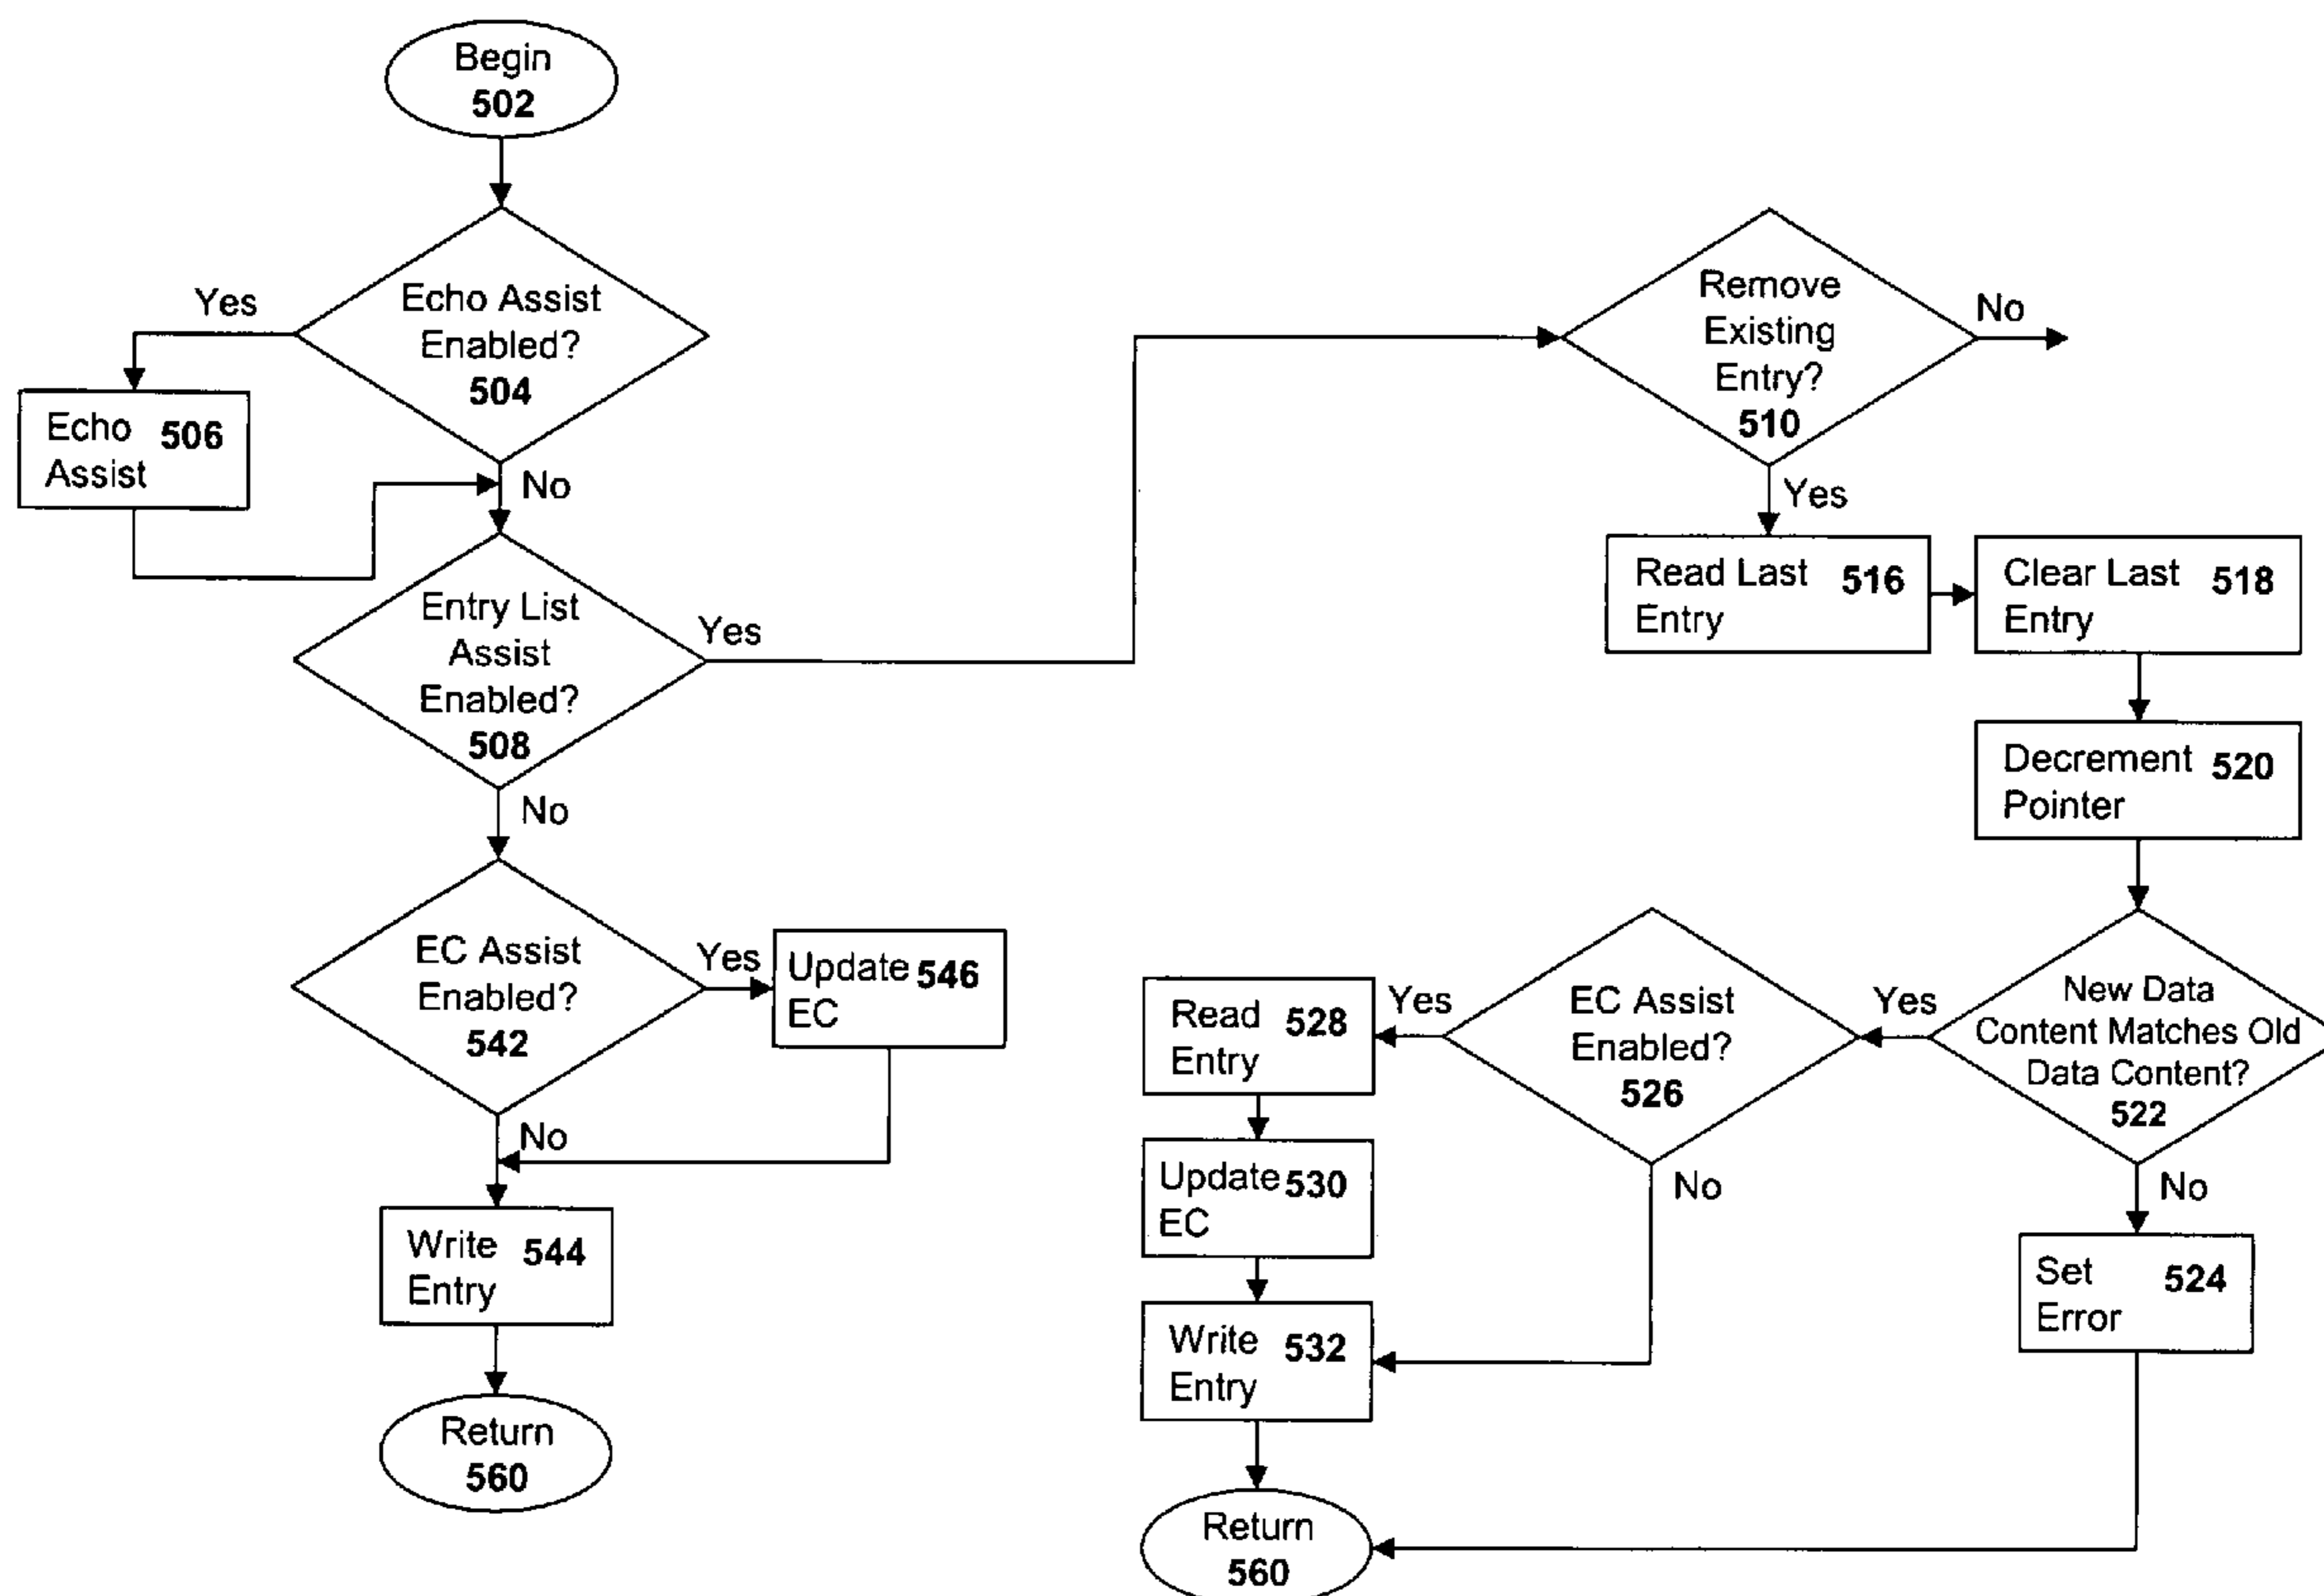 Begin
502
Echo Assist
Enabled?
504
Yes
Echo 506
Assist
No
Entry List
Assist
Enabled?
508
Yes
No
EC Assist
Enabled?
542
Yes
Update 546
EC
No
Write 544
Entry
Return
560
Remove
Existing
Entry?
510
No
Yes
Read Last 516
Entry
Clear Last 518
Entry
Decrement 520
Pointer
New Data
Content Matches Old
Data Content?
522
Yes
No
Set 524
Error
EC Assist
Enabled?
526
Yes
No
Read 528
Entry
Update 530
EC
Write 532
Entry
Return
560